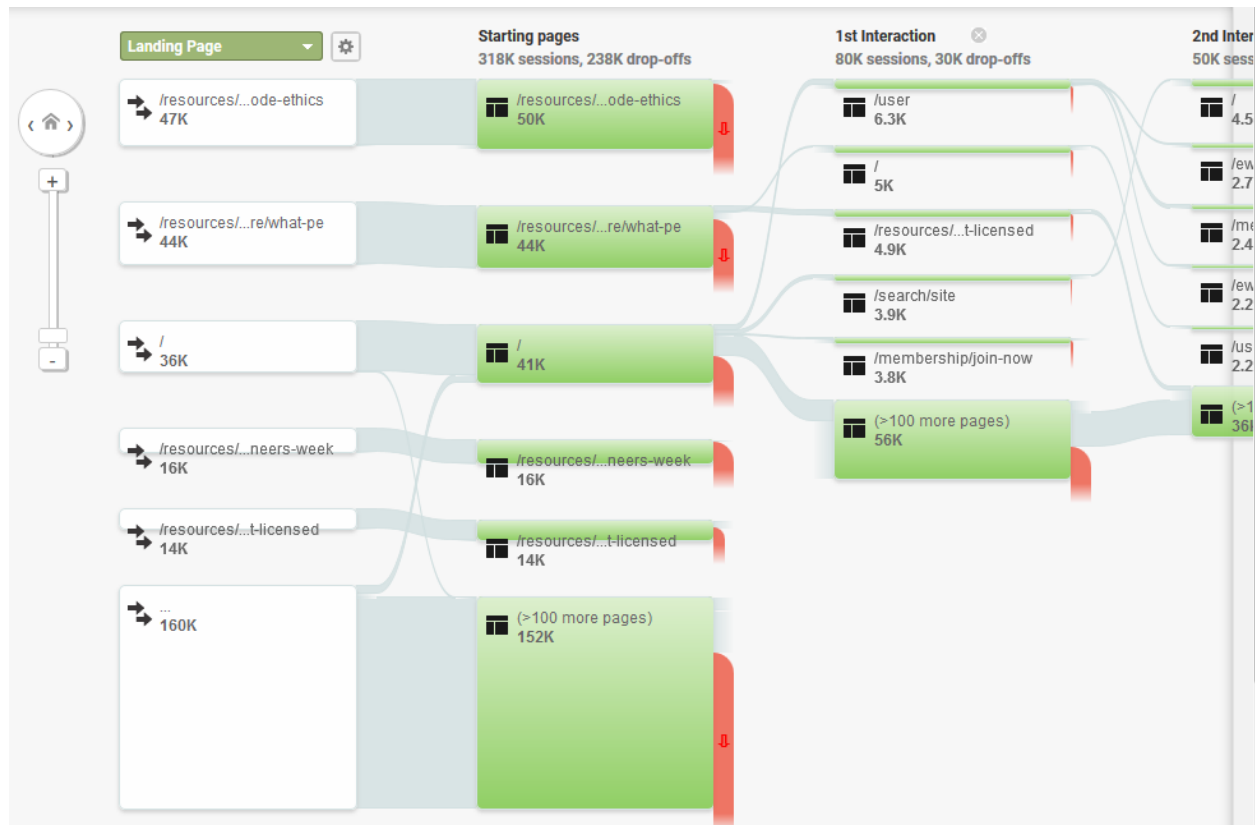 Landing Page
Starting pages
318K sessions, 238K drop-offs
1st Interaction
80K sessions, 30K drop-offs
2nd Inter
50K sess
/resources/...ode-ethics
47K
/resources/...re/what-pe
44K
/
36K
/resources/...neers-week
16K
/resources/...t-licensed
14K
...
160K
/resources/...ode-ethics
50K
/resources/...re/what-pe
44K
/
41K
/resources/...neers-week
16K
/resources/...t-licensed
14K
(>100 more pages)
152K
/user
6.3K
/
5K
/resources/...t-licensed
4.9K
/search/site
3.9K
/membership/join-now
3.8K
(>100 more pages)
56K
/
4.5
/ew
2.7
/me
2.4
/ew
2.2
/us
2.2
(>1
36K